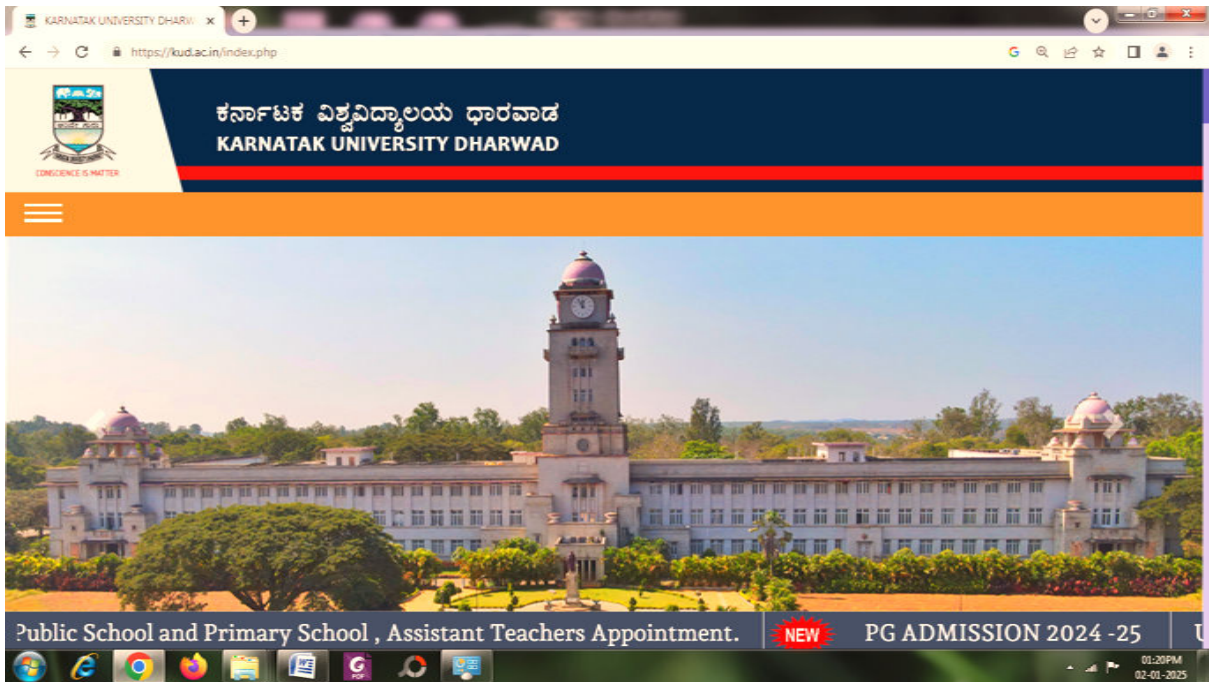 KARNATAK UNIVERSITY DHARW
https://kud.ac.in/index.php
ಕರ್ನಾಟಕ ವಿಶ್ವವಿದ್ಯಾಲಯ ಧಾರವಾಡ
KARNATAK UNIVERSITY DHARWAD
CONSCIENCE IS MATTER
Public School and Primary School , Assistant Teachers Appointment. NEW PG ADMISSION 2024 -25
01:20PM
02-01-2025